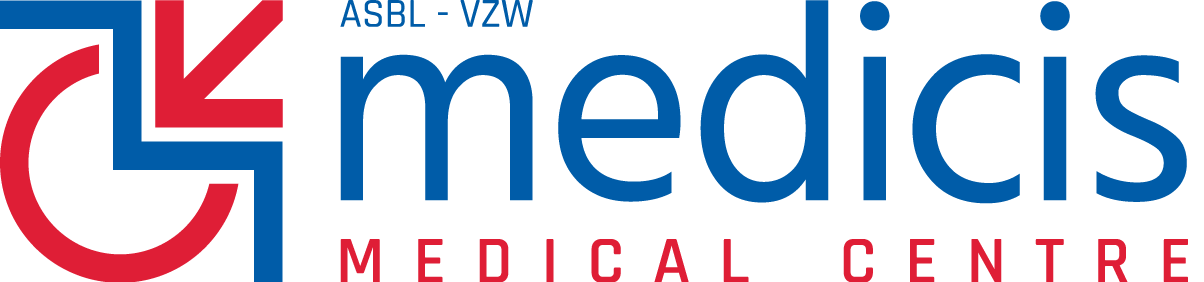 ASBL - VZW
medicis
MEDICAL CENTRE